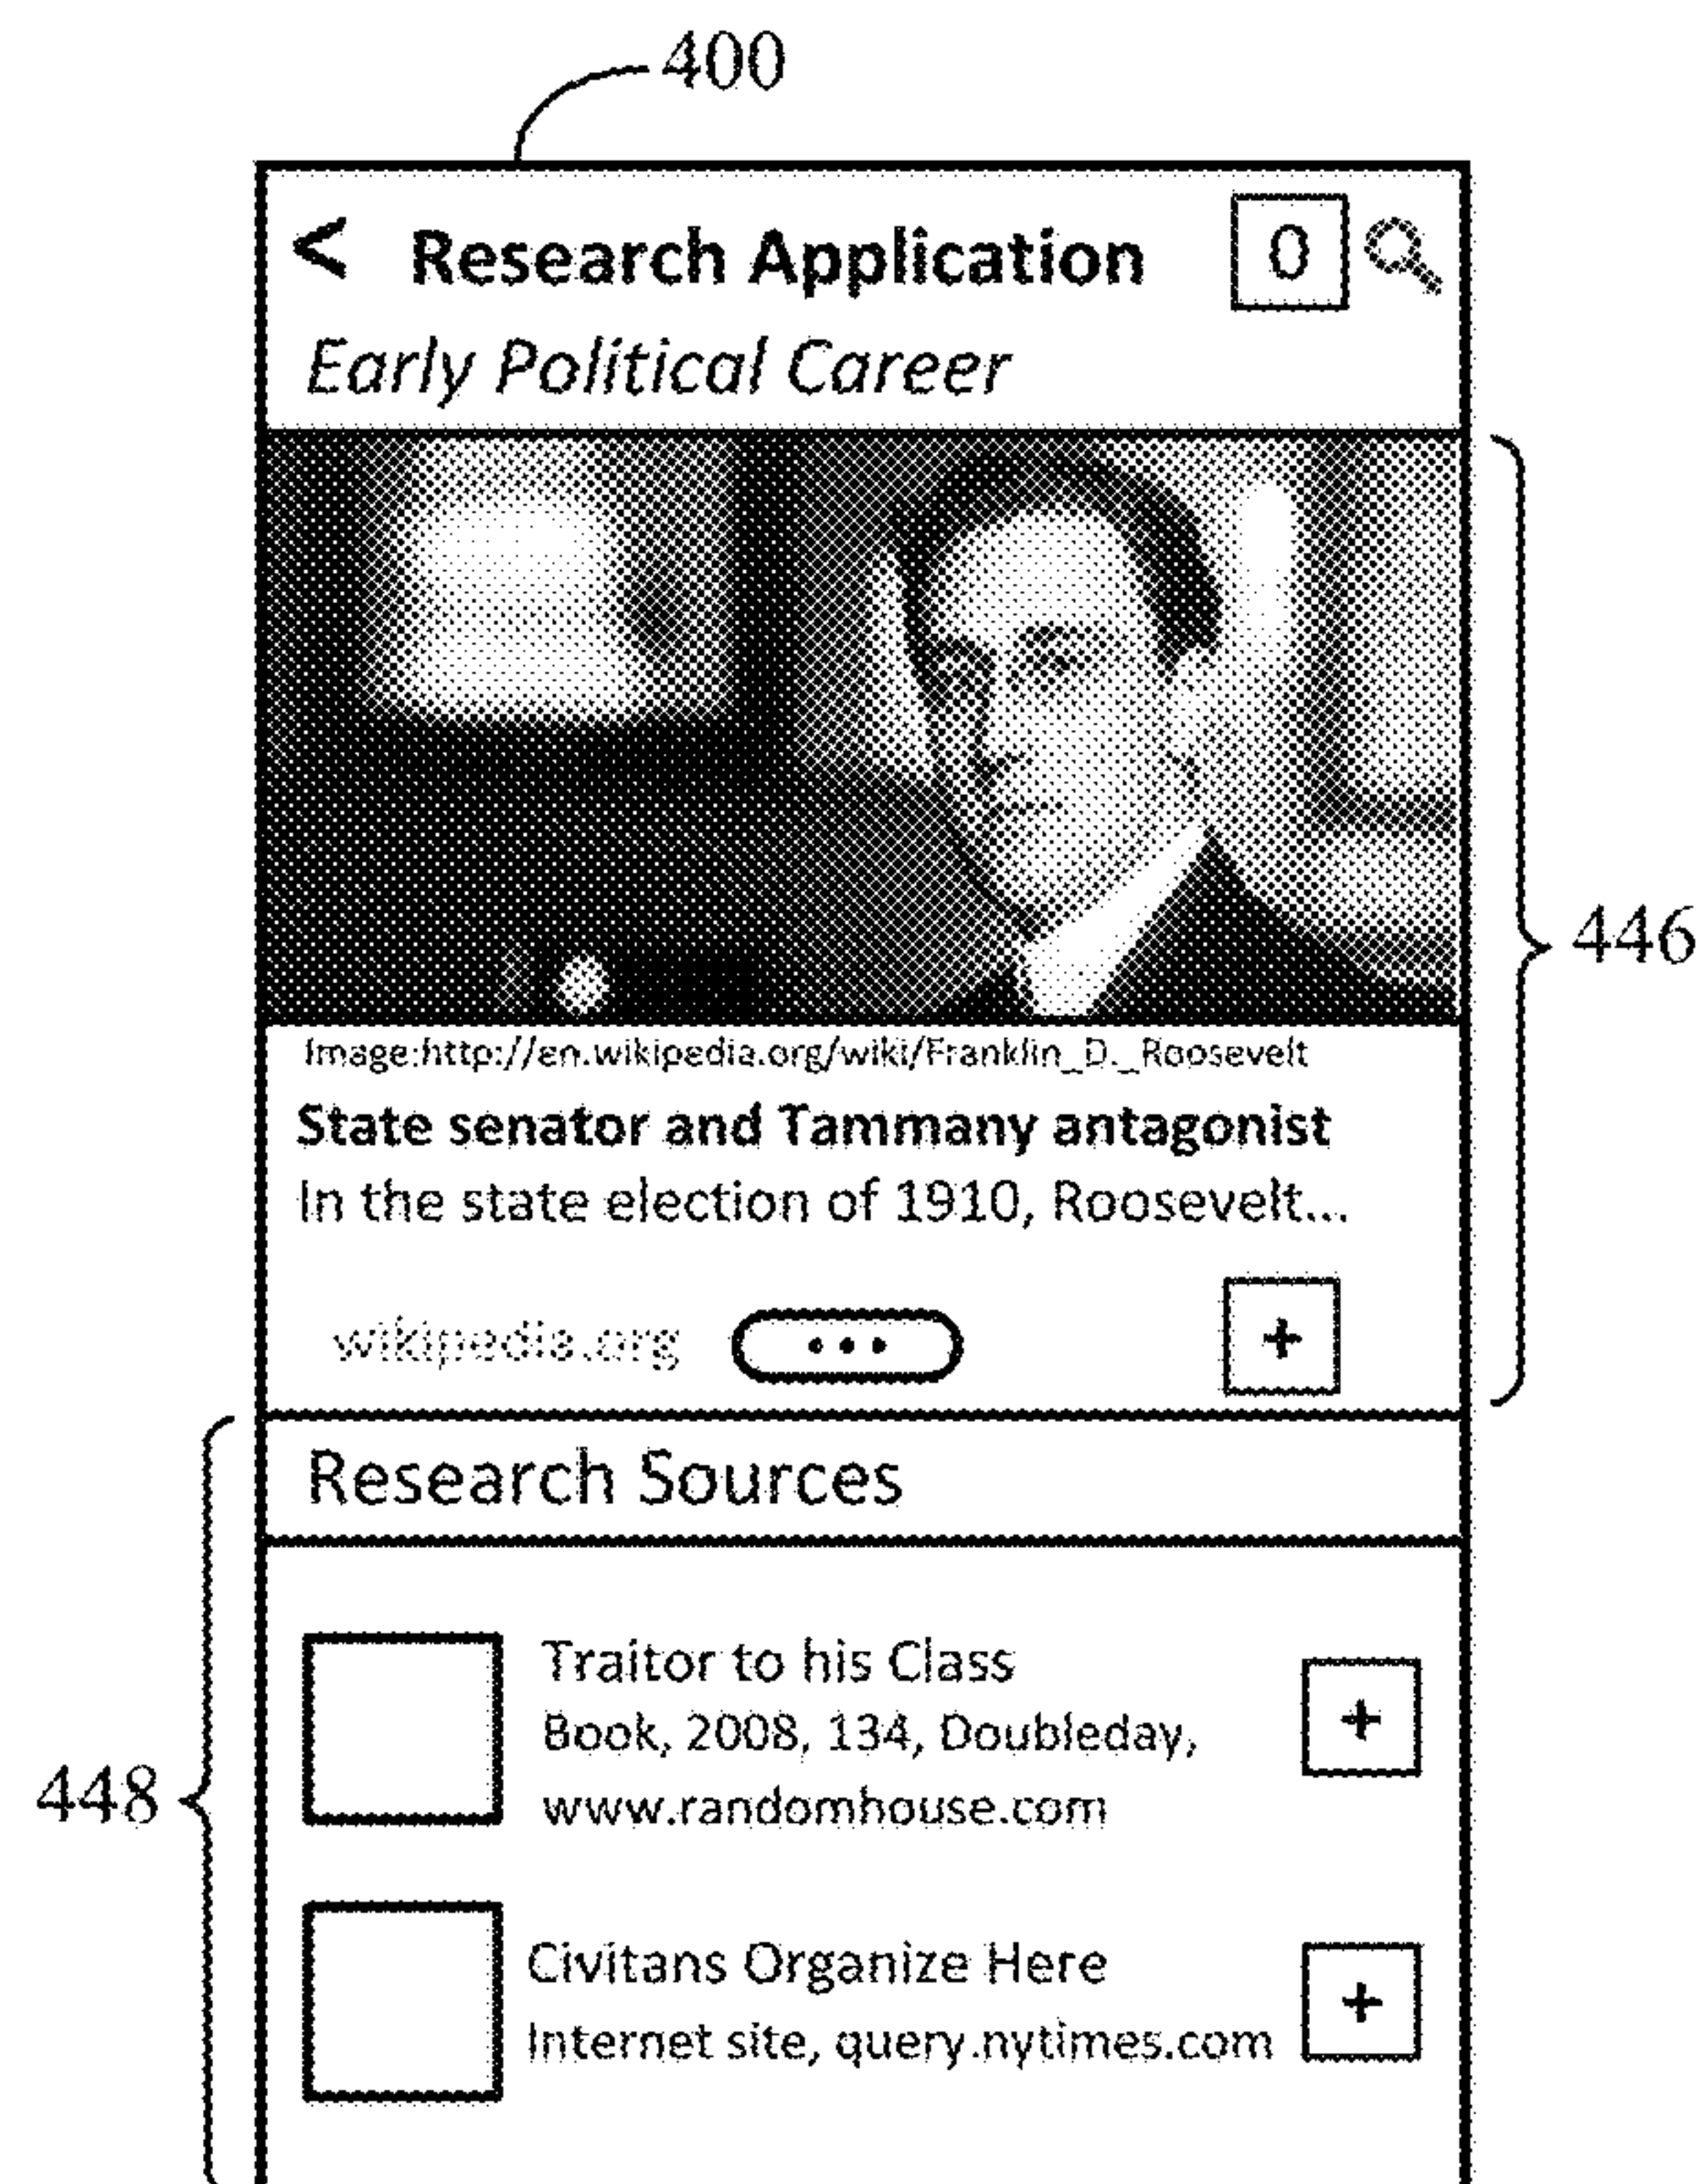 400
< Research Application 0
Early Political Career
446
Image:http://en.wikipedia.org/wiki/Franklin_D._Roosevelt
State senator and Tammany antagonist
In the state election of 1910, Roosevelt...
wikipedia.org ••• +
Research Sources
448
Traitor to his Class +
Book, 2008, 134, Doubleday,
www.randomhouse.com
Civitans Organize Here +
Internet site, query.nytimes.com